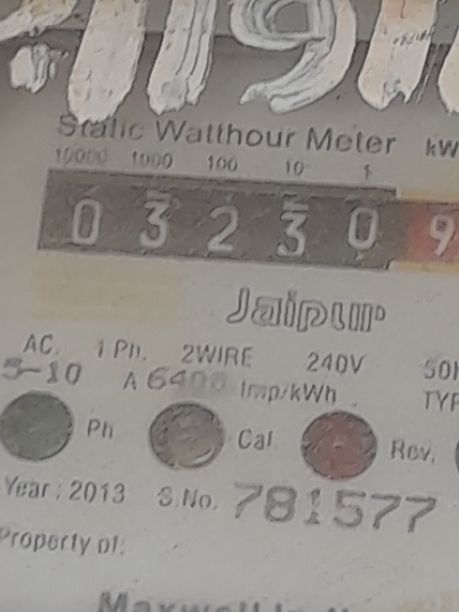 Static Watthour Meter kW
10000 1000 100 10 1
0 3 2 3 0 9
Jaipur
AC. 1 Ph. 2WIRE 240V
5-10 A 6400 Imp/kWh
Ph Cal Rev.
Year : 2013 S.No. 781577
Property of: